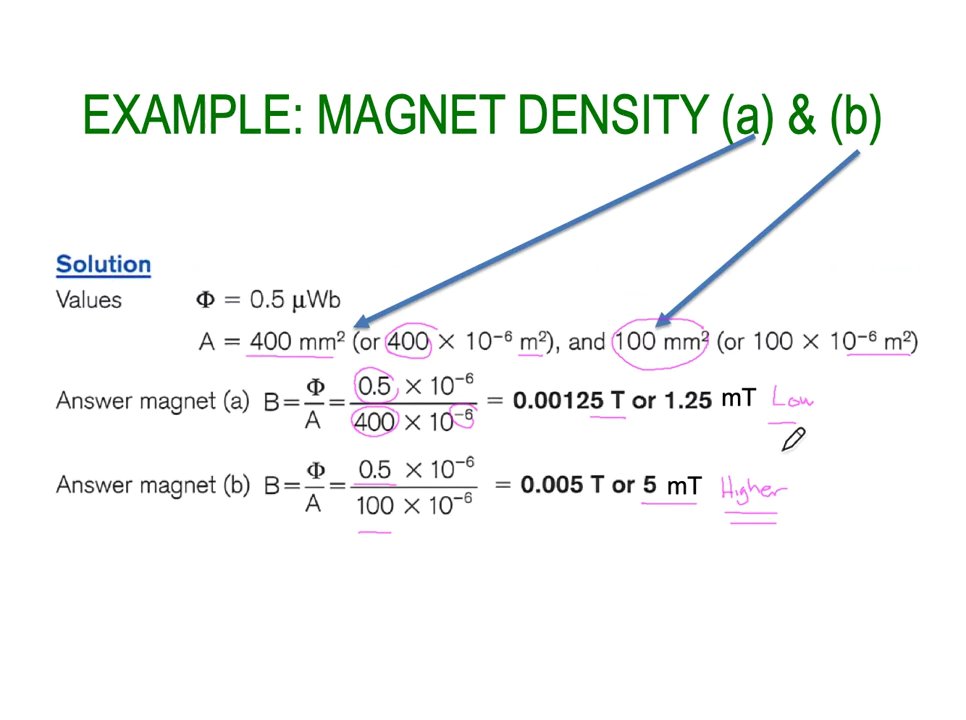 EXAMPLE: MAGNET DENSITY (a) & (b)
Solution
Values Φ = 0.5 μWb
A = 400 mm² (or 400 × 10⁻⁶ m²), and 100 mm² (or 100 × 10⁻⁶ m²)
Answer magnet (a) B = Φ/A = 0.5 × 10⁻⁶ / 400 × 10⁻⁶ = 0.00125 T or 1.25 mT Low
Answer magnet (b) B = Φ/A = 0.5 × 10⁻⁶ / 100 × 10⁻⁶ = 0.005 T or 5 mT Higher